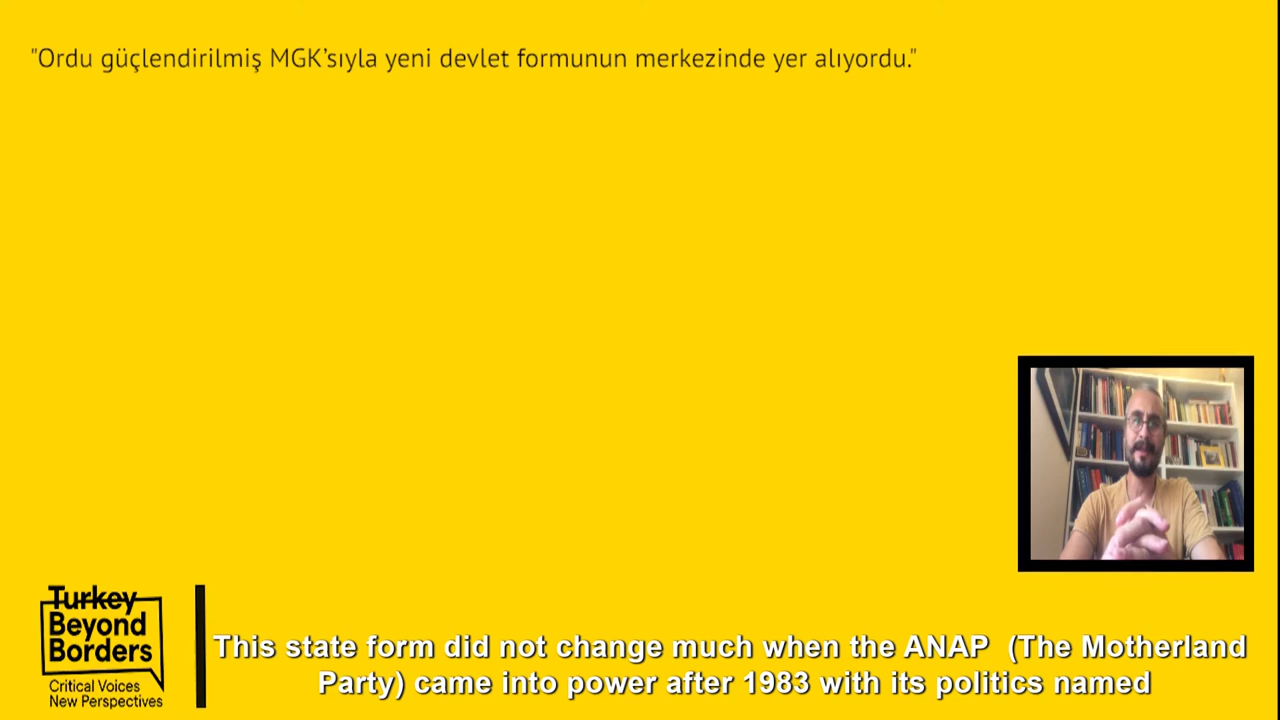 "Ordu güçlendirilmiş MGK’sıyla yeni devlet formunun merkezinde yer alıyordu."
Turkey
Beyond
Borders
Critical Voices
New Perspectives
This state form did not change much when the ANAP (The Motherland
Party) came into power after 1983 with its politics named